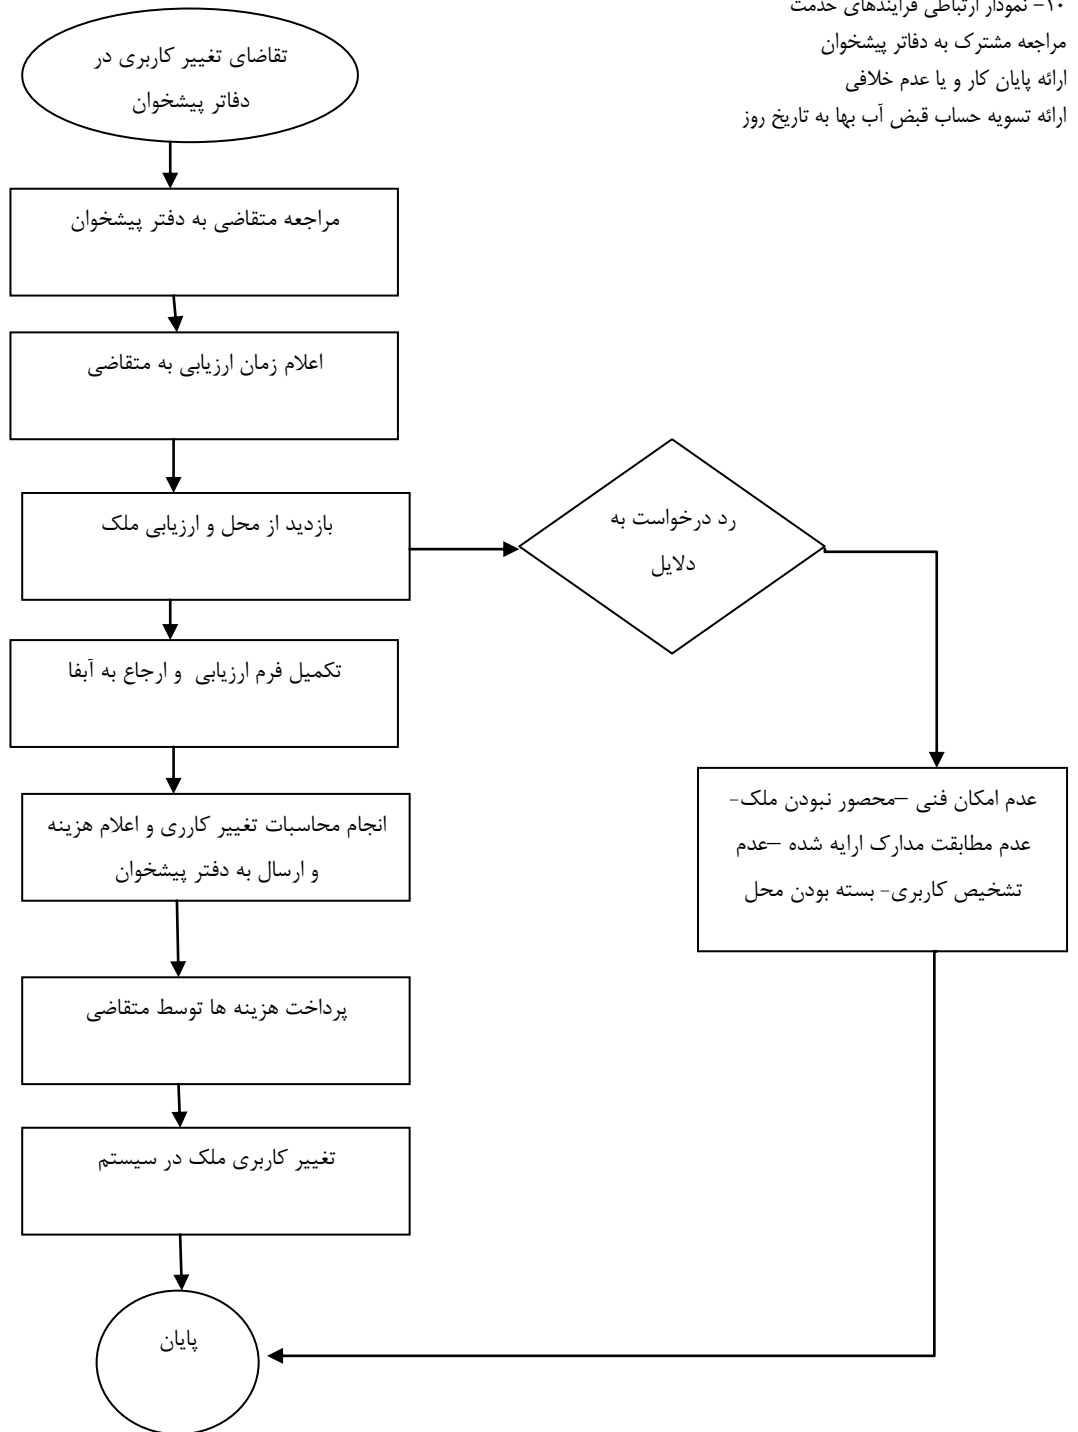 ۱۰- نمودار ارتباطی فرایندهای خدمت
مراجعه مشترک به دفاتر پیشخوان
ارائه پایان کار و یا عدم خلافی
ارائه تسویه حساب قبض آب بها به تاریخ روز
تقاضای تغییر کاربری در
دفاتر پیشخوان
مراجعه متقاضی به دفتر پیشخوان
اعلام زمان ارزیابی به متقاضی
بازدید از محل و ارزیابی ملک
رد درخواست به
دلایل
تکمیل فرم ارزیابی و ارجاع به آبفا
عدم امکان فنی –محصور نبودن ملک-
عدم مطابقت مدارک ارایه شده –عدم
تشخیص کاربری- بسته بودن محل
انجام محاسبات تغییر کارری و اعلام هزینه
و ارسال به دفتر پیشخوان
پرداخت هزینه ها توسط متقاضی
تغییر کاربری ملک در سیستم
پایان